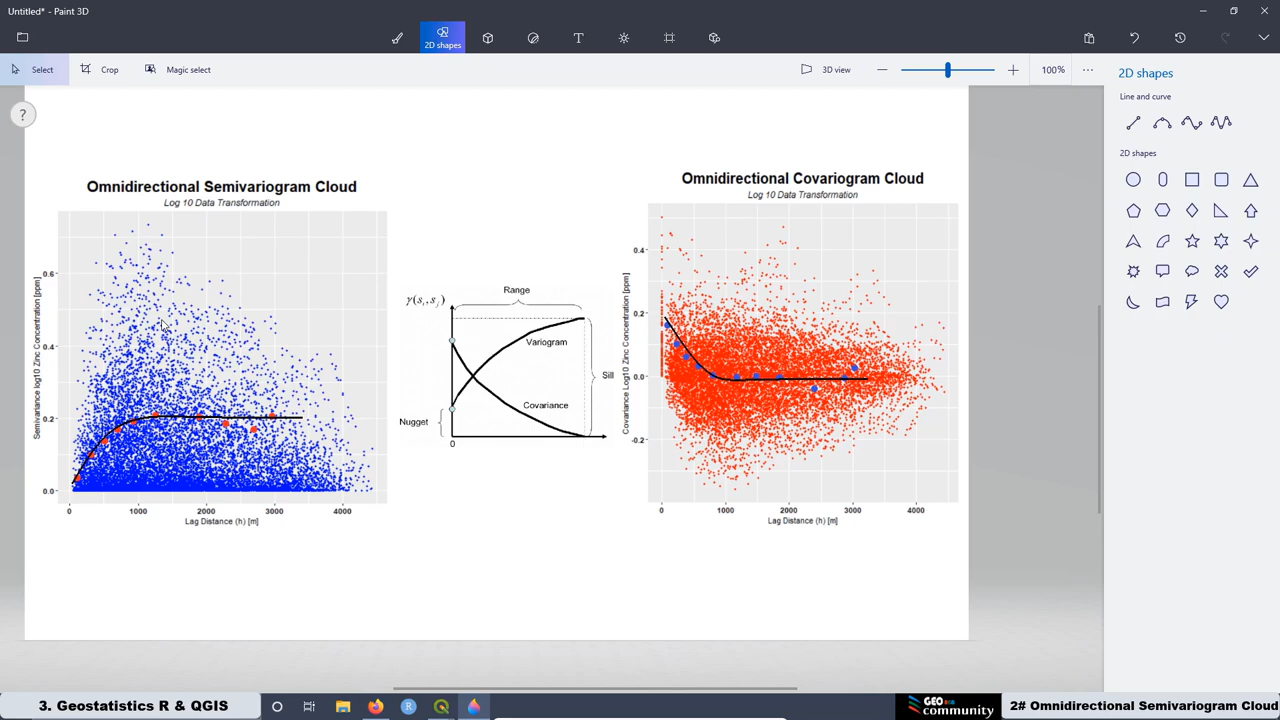 Untitled* - Paint 3D
2D shapes
Select
Crop
Magic select
3D view
100%
2D shapes
Line and curve
2D shapes
?
Omnidirectional Semivariogram Cloud
Log 10 Data Transformation
Semivariance log10 Zinc Concentration [ppm]
0.6
0.4
0.2
0.0
0 1000 2000 3000 4000
Lag Distance (h) [m]
γ(si,sj)
Range
Variogram
Sill
Covariance
Nugget
0
Omnidirectional Covariogram Cloud
Log 10 Data Transformation
Covariance Log10 Zinc Concentration [ppm]
0.4
0.2
0.0
-0.2
0 1000 2000 3000 4000
Lag Distance (h) [m]
3. Geostatistics R & QGIS
R
GEO
community
2# Omnidirectional Semivariogram Cloud